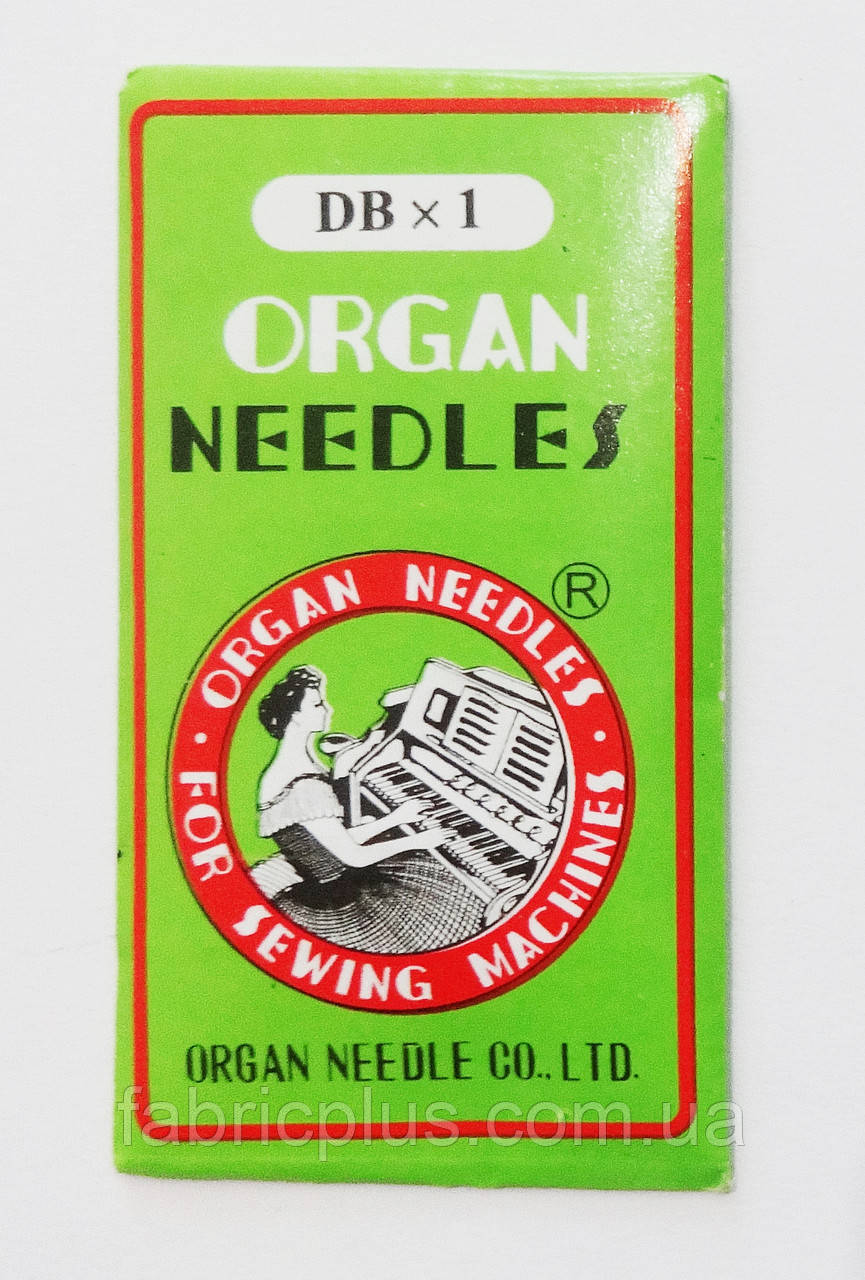 DB × 1
ORGAN
NEEDLES
ORGAN NEEDLES
®
· FOR SEWING MACHINES ·
ORGAN NEEDLE CO., LTD.
fabricplus.com.ua